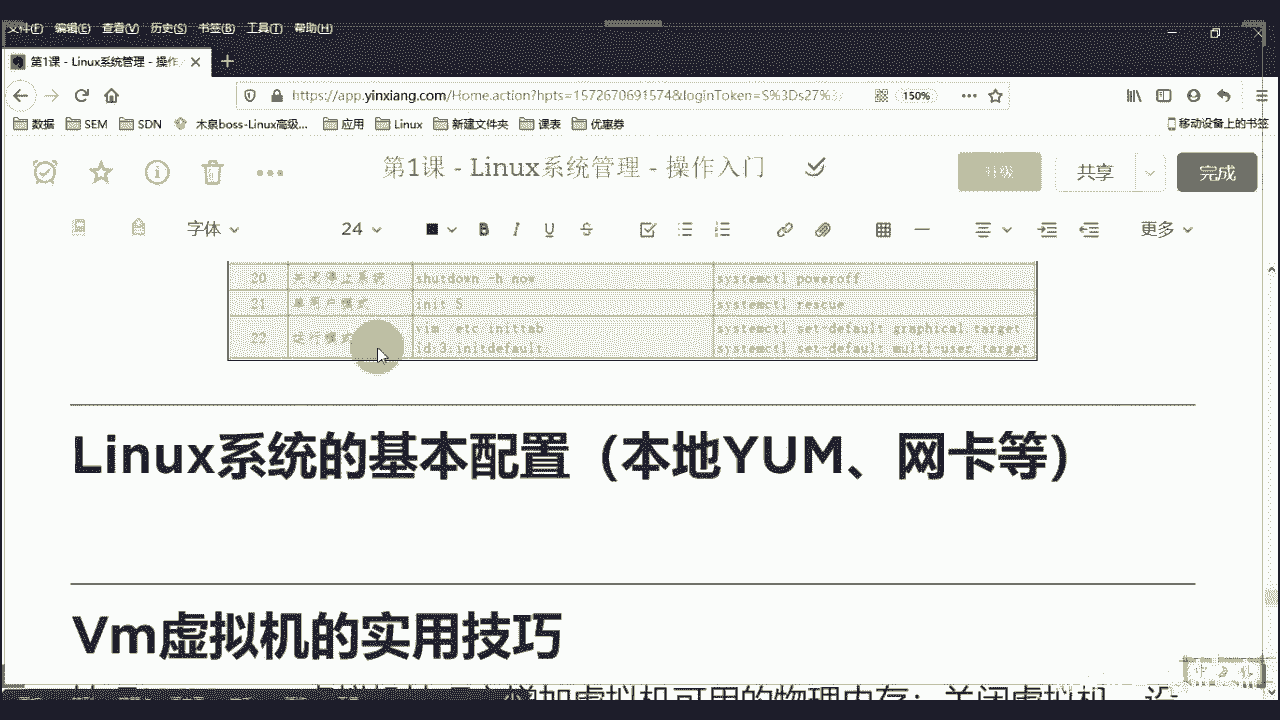 文件(F) 编辑(E) 查看(V) 历史(S) 书签(B) 工具(T) 帮助(H)
第1课 - Linux系统管理 - 操作
https://app.yinxiang.com/Home.action?hpts=1572670691574&loginToken=S%3Ds27%3
150%
数据 SEM SDN 木泉boss-Linux高级... 应用 Linux 新建文件夹 课表 优惠券 移动设备上的书签
第1课 - Linux系统管理 - 操作入门
升级 共享 完成
字体 24 B I U S 更多
20 shutdown -h now systemctl poweroff
21 单用户模式 init S systemctl rescue
22 运行模式 vim etc inittab systemctl set-default graphical target
id:3:initdefault: systemctl set-default multi-user target
Linux系统的基本配置（本地YUM、网卡等）
Vm虚拟机的实用技巧
增加虚拟机可用的物理内存；关闭虚拟机，